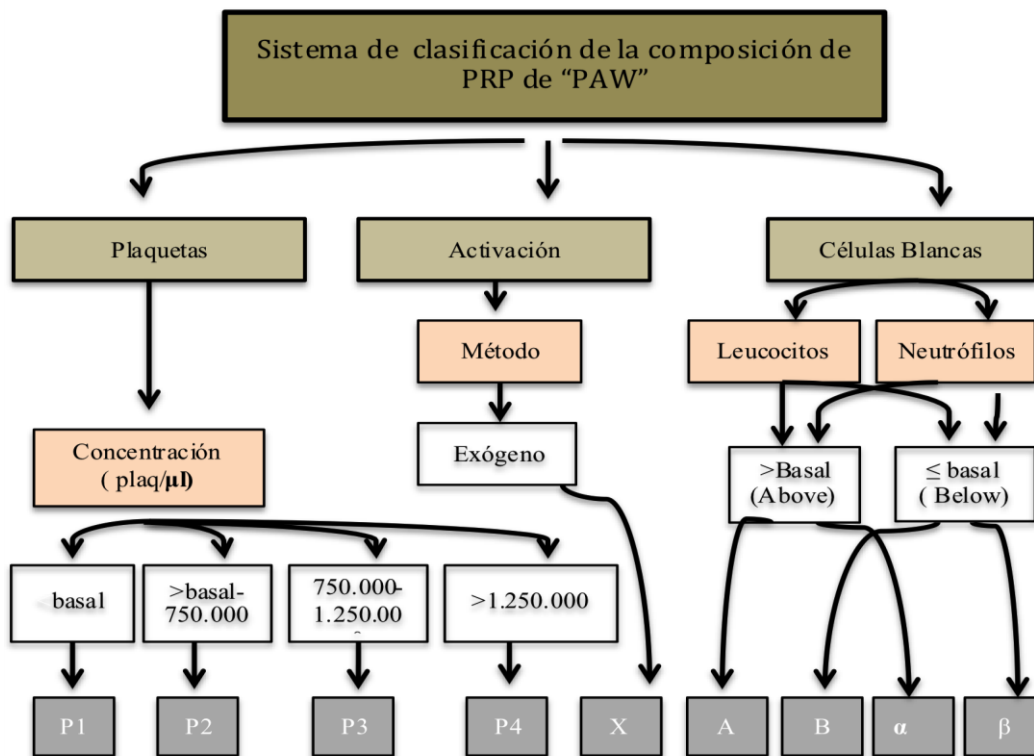 Sistema de clasificación de la composición de
PRP de “PAW”
Plaquetas
Activación
Células Blancas
Método
Leucocitos
Neutrófilos
Concentración
( plaq/µl)
Exógeno
>Basal
(Above)
≤ basal
( Below)
basal
>basal-
750.000
750.000-
1.250.00
>1.250.000
P1
P2
P3
P4
X
A
B
α
β